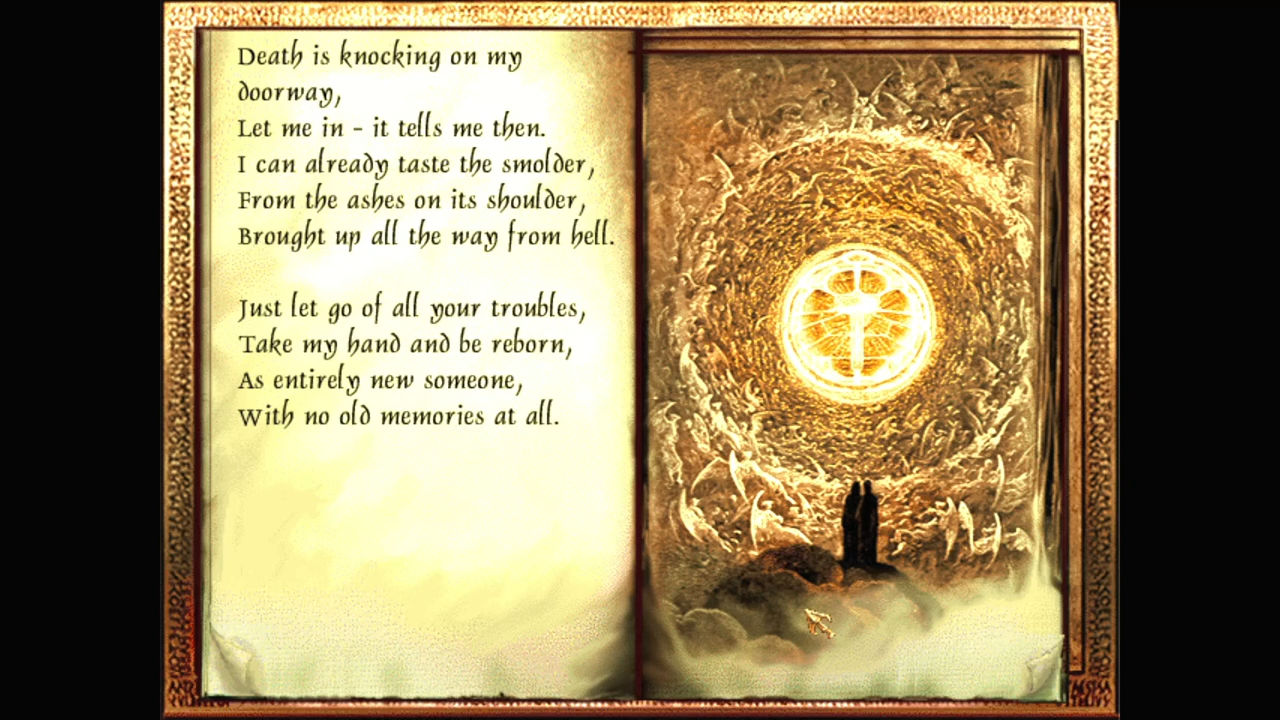 Death is knocking on my
doorway,
Let me in - it tells me then.
I can already taste the smolder,
From the ashes on its shoulder,
Brought up all the way from hell.

Just let go of all your troubles,
Take my hand and be reborn,
As entirely new someone,
With no old memories at all.